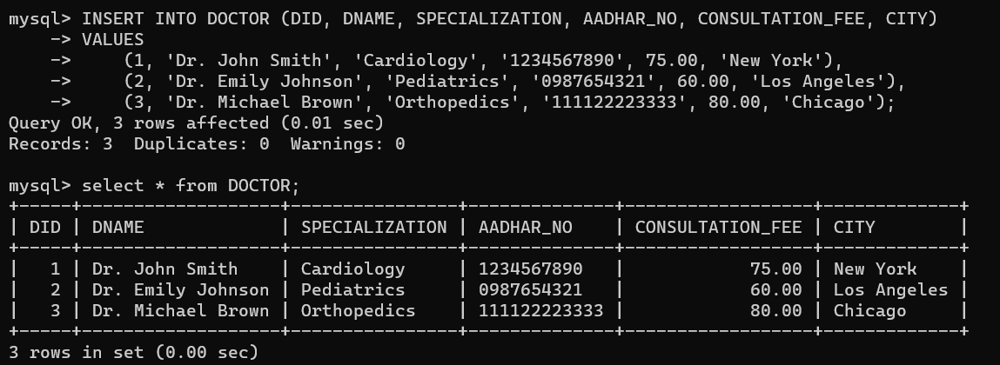 mysql> INSERT INTO DOCTOR (DID, DNAME, SPECIALIZATION, AADHAR_NO, CONSULTATION_FEE, CITY)
    -> VALUES
    ->     (1, 'Dr. John Smith', 'Cardiology', '1234567890', 75.00, 'New York'),
    ->     (2, 'Dr. Emily Johnson', 'Pediatrics', '0987654321', 60.00, 'Los Angeles'),
    ->     (3, 'Dr. Michael Brown', 'Orthopedics', '111122223333', 80.00, 'Chicago');
Query OK, 3 rows affected (0.01 sec)
Records: 3  Duplicates: 0  Warnings: 0

mysql> select * from DOCTOR;
+-----+-------------------+----------------+--------------+------------------+-------------+
| DID | DNAME             | SPECIALIZATION | AADHAR_NO    | CONSULTATION_FEE | CITY        |
+-----+-------------------+----------------+--------------+------------------+-------------+
|   1 | Dr. John Smith    | Cardiology     | 1234567890   |            75.00 | New York    |
|   2 | Dr. Emily Johnson | Pediatrics     | 0987654321   |            60.00 | Los Angeles |
|   3 | Dr. Michael Brown | Orthopedics    | 111122223333 |            80.00 | Chicago     |
+-----+-------------------+----------------+--------------+------------------+-------------+
3 rows in set (0.00 sec)